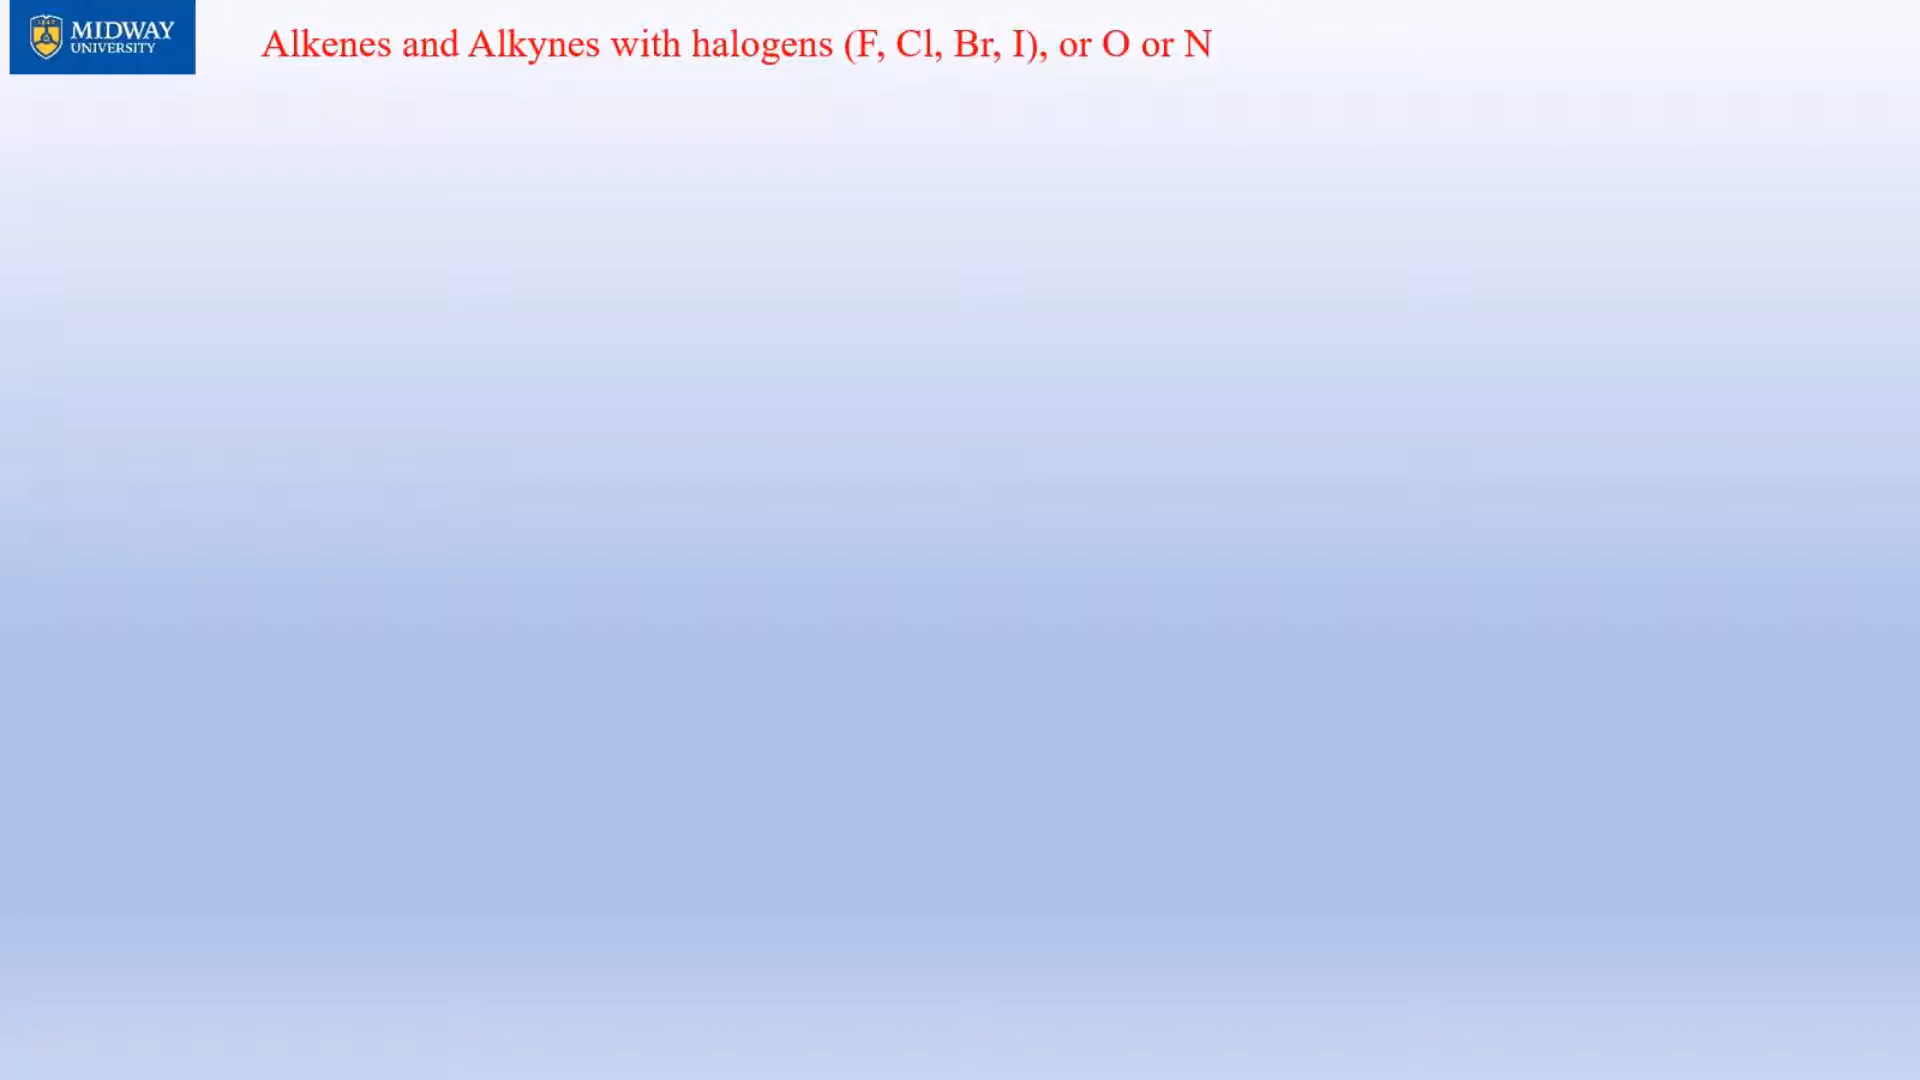 MIDWAY
UNIVERSITY
Alkenes and Alkynes with halogens (F, Cl, Br, I), or O or N